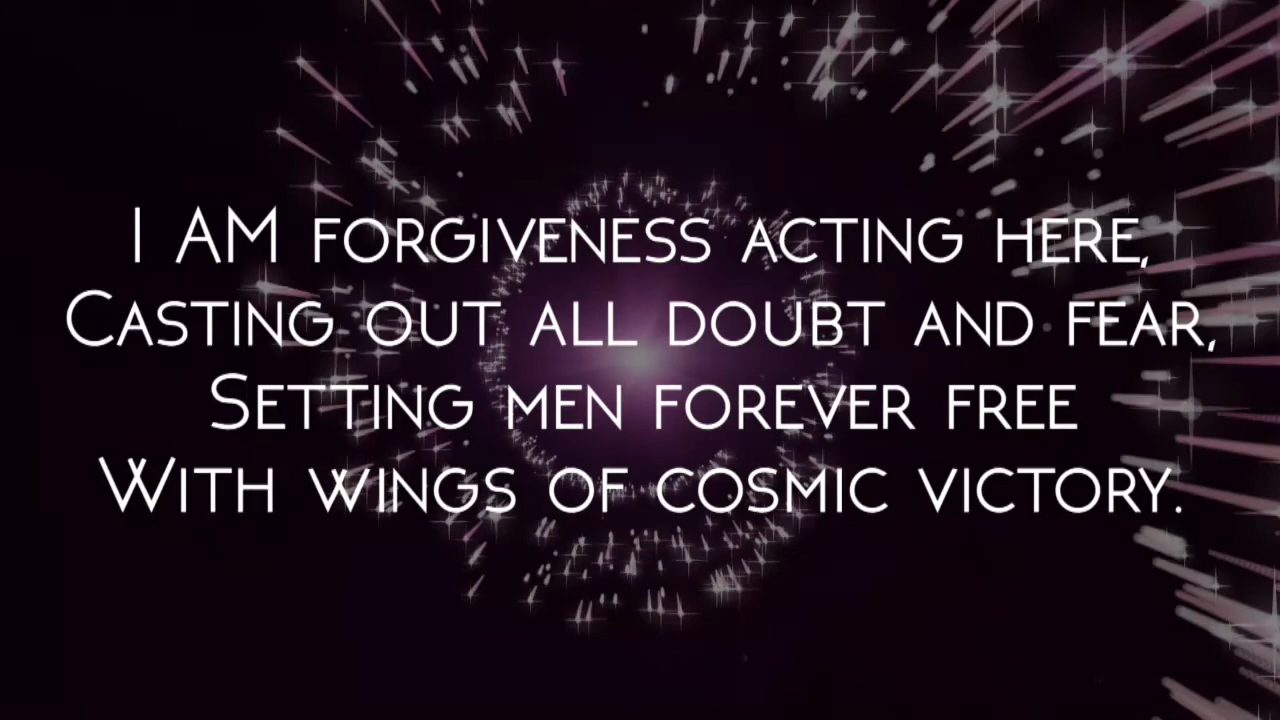 I AM forgiveness acting here,
Casting out all doubt and fear,
Setting men forever free
With wings of cosmic victory.